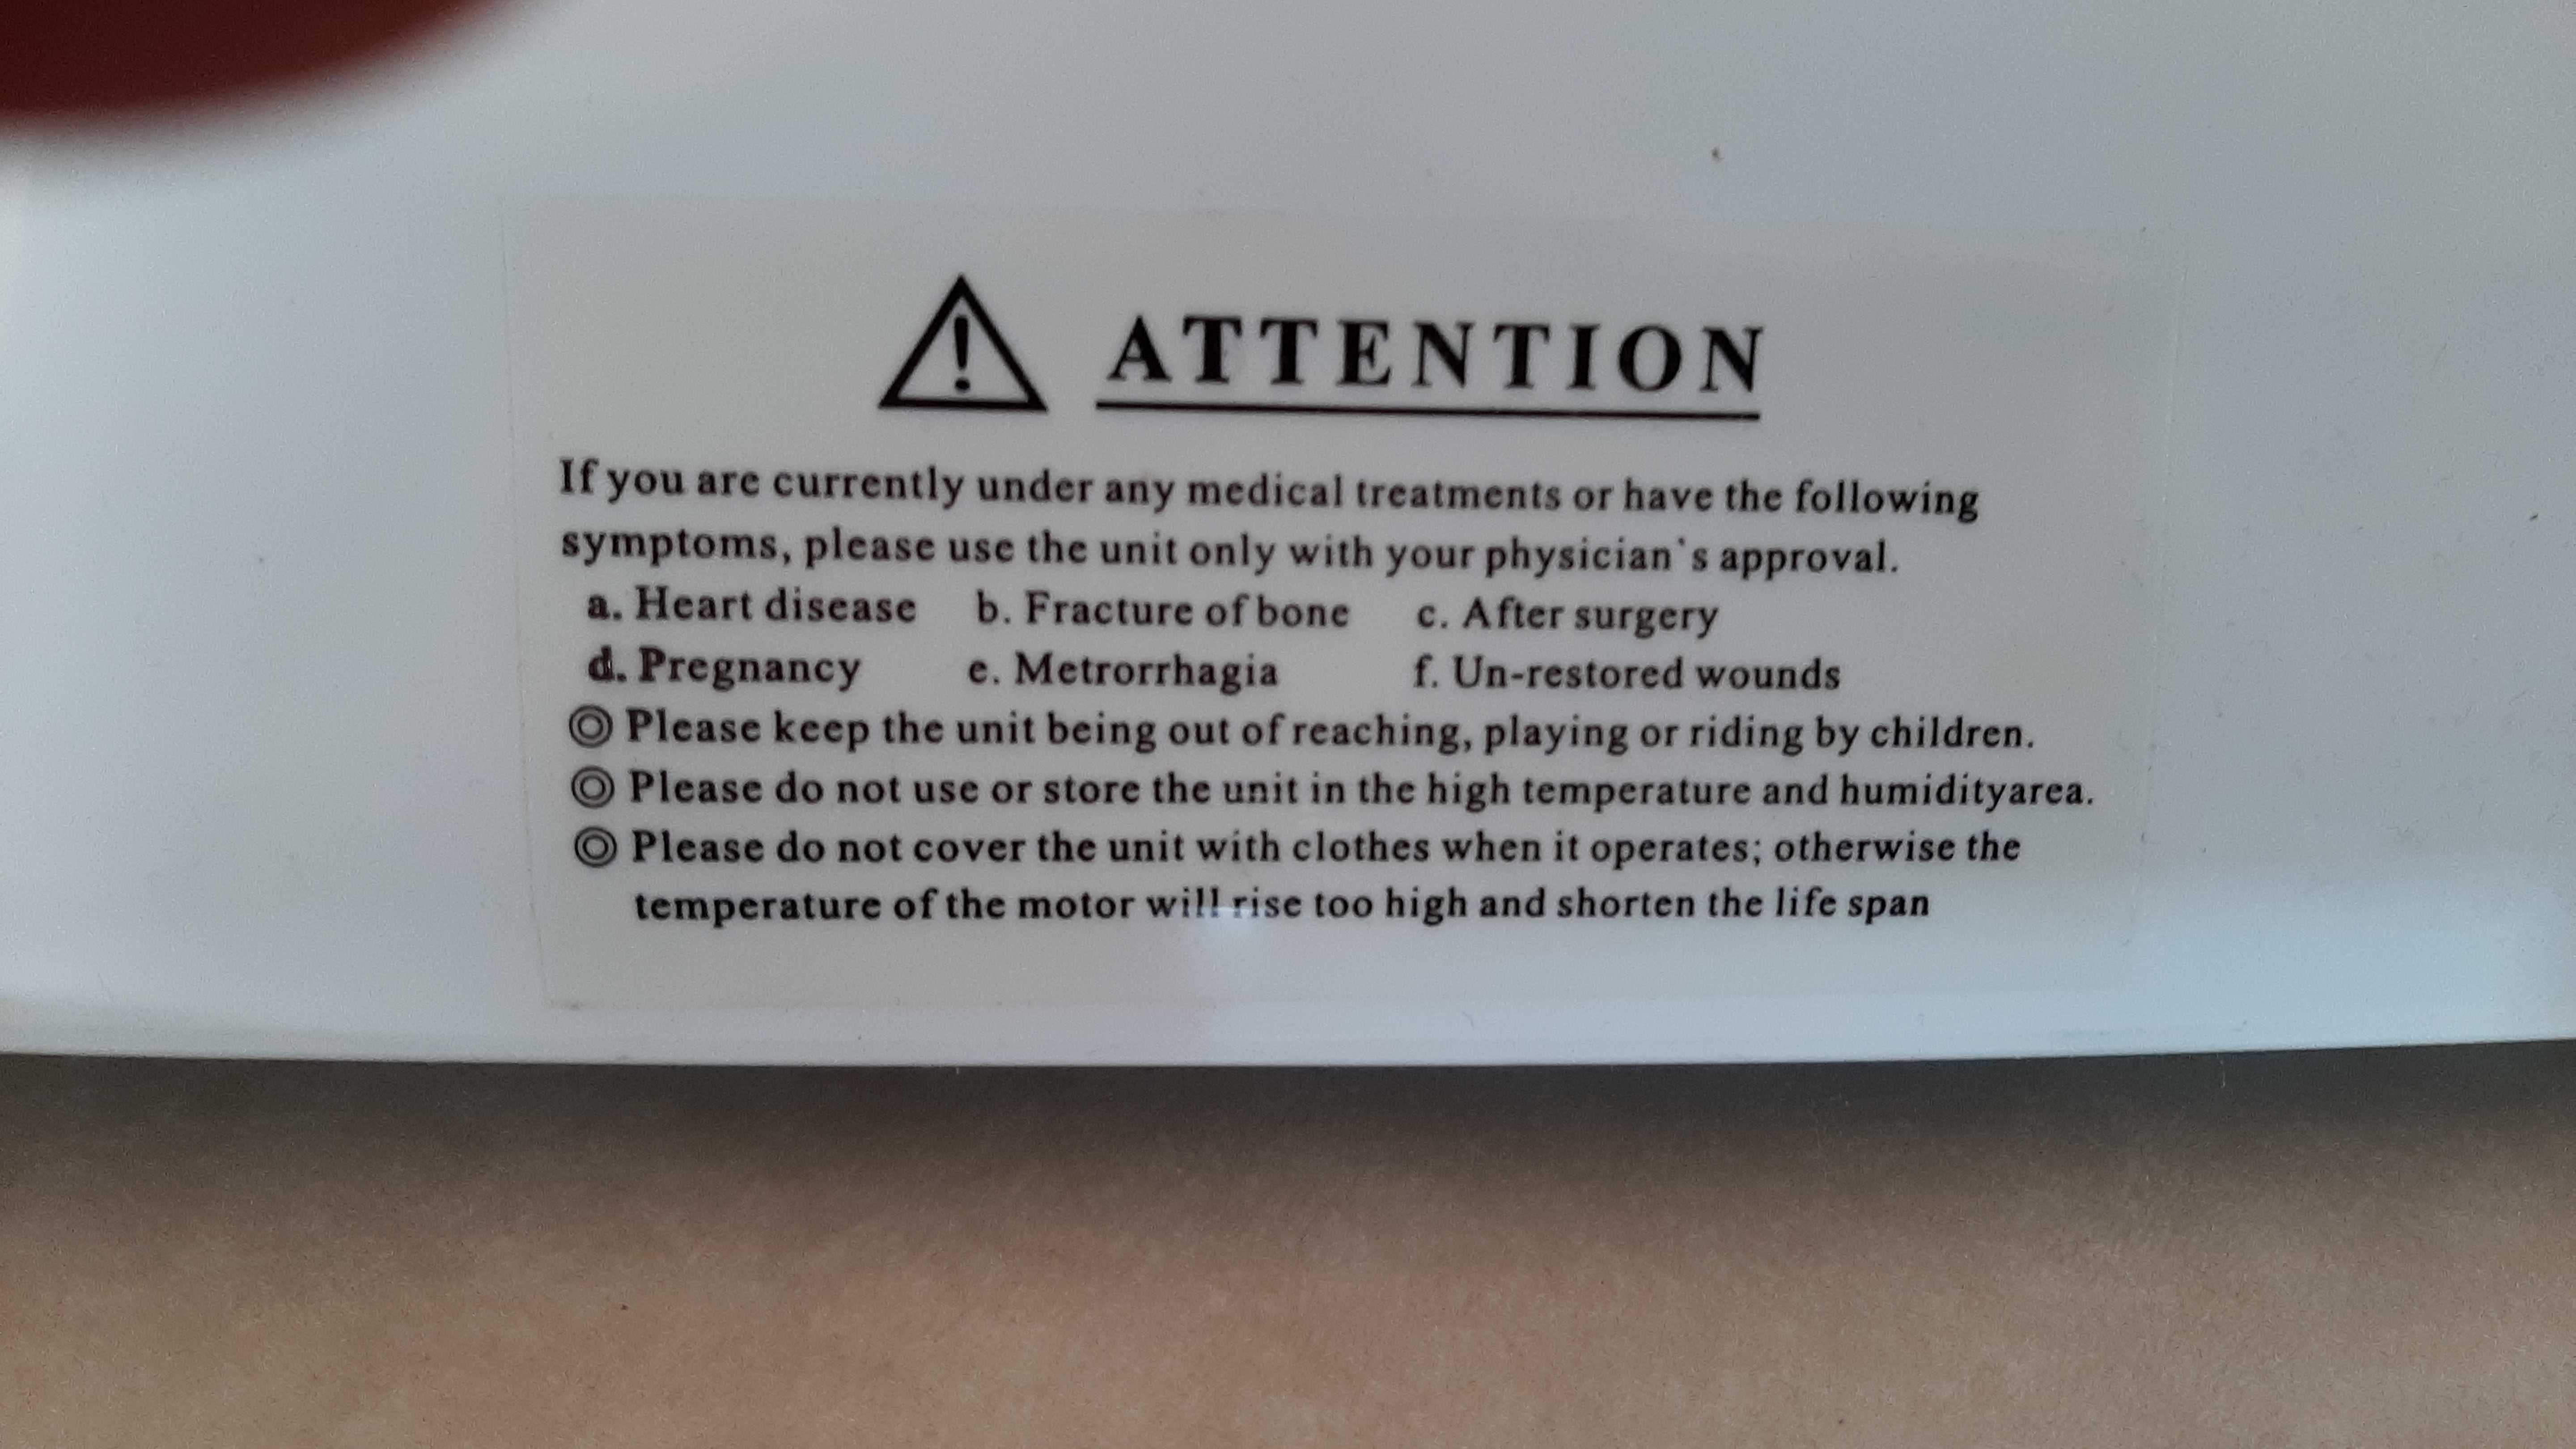 ATTENTION
If you are currently under any medical treatments or have the following
symptoms, please use the unit only with your physician`s approval.
a. Heart disease b. Fracture of bone c. After surgery
d. Pregnancy e. Metrorrhagia f. Un-restored wounds
◎ Please keep the unit being out of reaching, playing or riding by children.
◎ Please do not use or store the unit in the high temperature and humidityarea.
◎ Please do not cover the unit with clothes when it operates; otherwise the
temperature of the motor will rise too high and shorten the life span